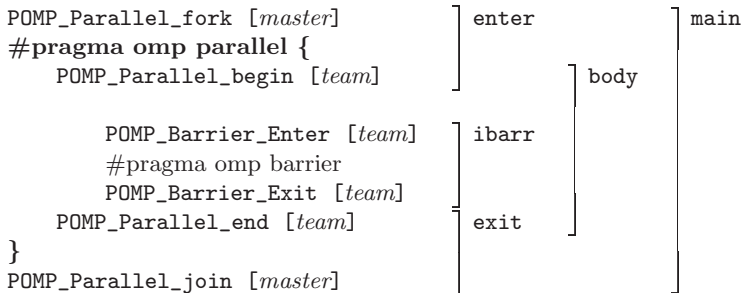 POMP_Parallel_fork [master] enter main
#pragma omp parallel {
POMP_Parallel_begin [team] body
POMP_Barrier_Enter [team] ibarr
#pragma omp barrier
POMP_Barrier_Exit [team]
POMP_Parallel_end [team] exit
}
POMP_Parallel_join [master]